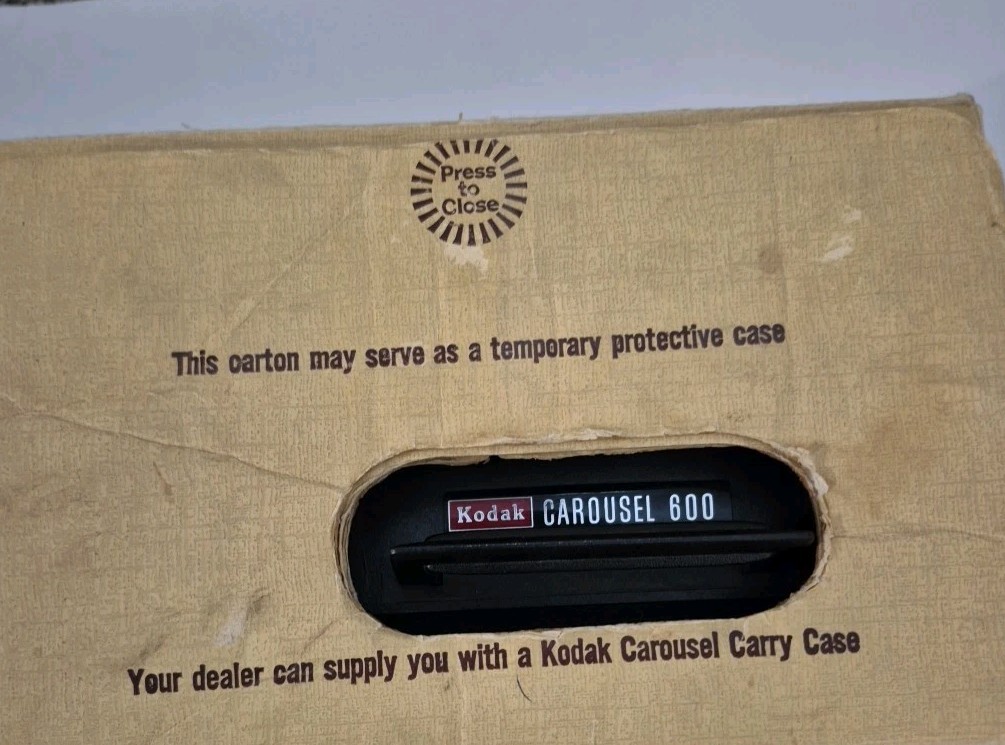 Press
to
Close
This carton may serve as a temporary protective case
Kodak CAROUSEL 600
Your dealer can supply you with a Kodak Carousel Carry Case